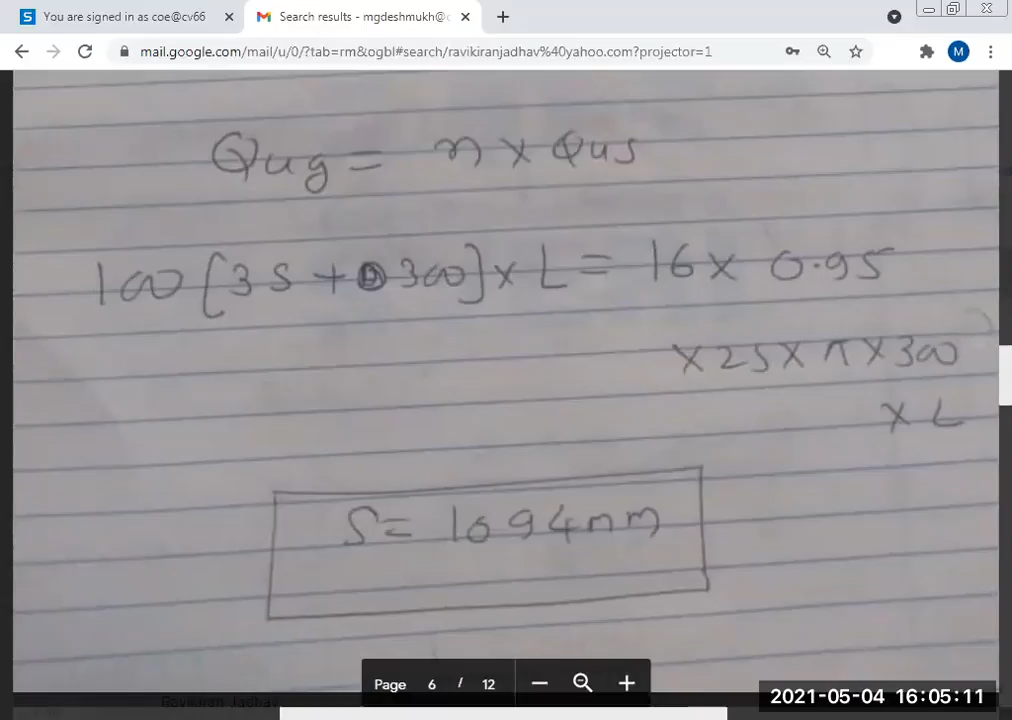 You are signed in as coe@cv66
Search results - mgdeshmukh@c
mail.google.com/mail/u/0/?tab=rm&ogbl#search/ravikiranjadhav%40yahoo.com?projector=1
M
Qug = n x Qus
100 [3S + 300] x L = 16 x 0.95
x 25 x π x 300
x L
S = 1094mm
Page 6 / 12
2021-05-04 16:05:11